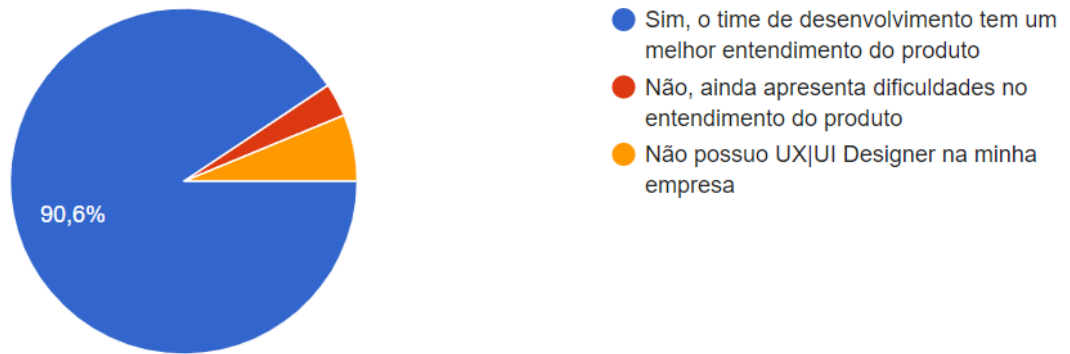 90,6%
Sim, o time de desenvolvimento tem um
melhor entendimento do produto
Não, ainda apresenta dificuldades no
entendimento do produto
Não possuo UX|UI Designer na minha
empresa